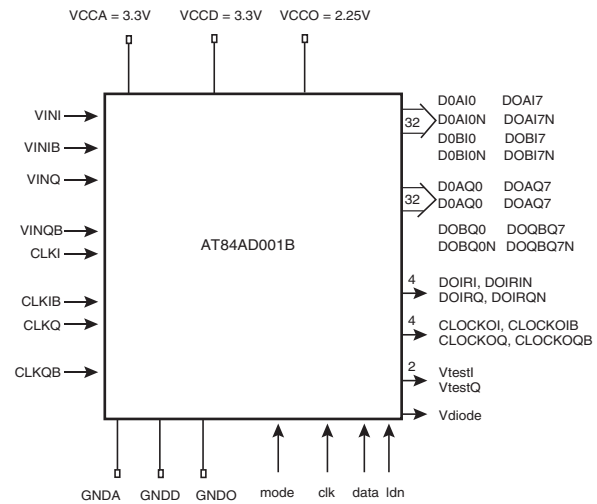 VCCA = 3.3V VCCD = 3.3V VCCO = 2.25V
VINI
VINIB
VINQ
VINQB
CLKI
CLKIB
CLKQ
CLKQB
AT84AD001B
32
D0AI0 DOAI7
D0AI0N DOAI7N
D0BI0 DOBI7
D0BI0N DOBI7N
32
D0AQ0 DOAQ7
D0AQ0 DOAQ7
DOBQ0 DOQBQ7
DOBQ0N DOQBQ7N
4
DOIRI, DOIRIN
DOIRQ, DOIRQN
4
CLOCKOI, CLOCKOIB
CLOCKOQ, CLOCKOQB
2
VtestI
VtestQ
Vdiode
GNDA GNDD GNDO mode clk data ldn